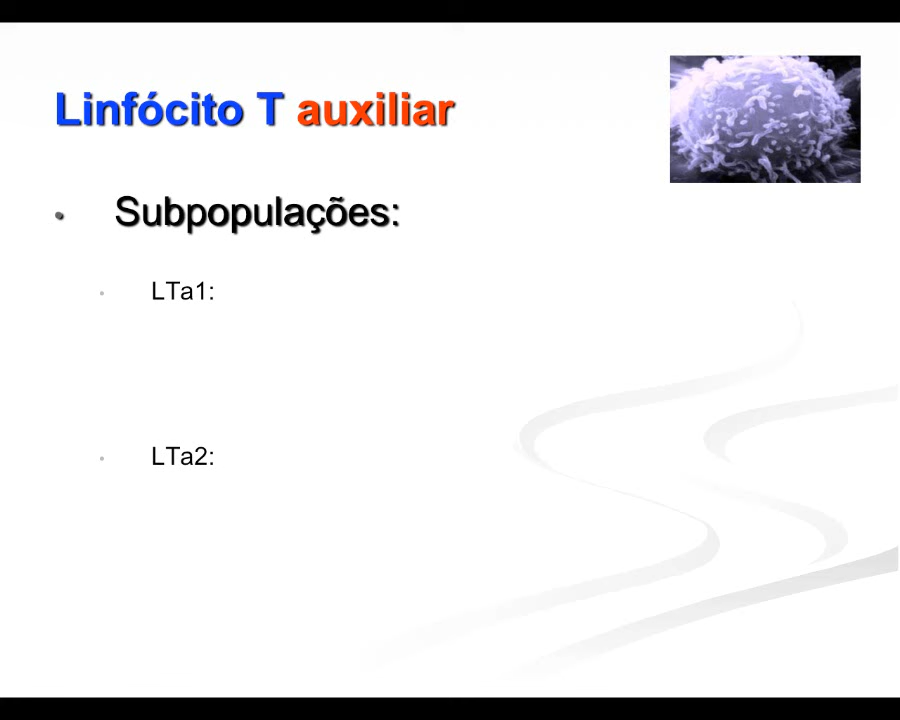 Linfócito T auxiliar
• Subpopulações:
• LTa1:
• LTa2: